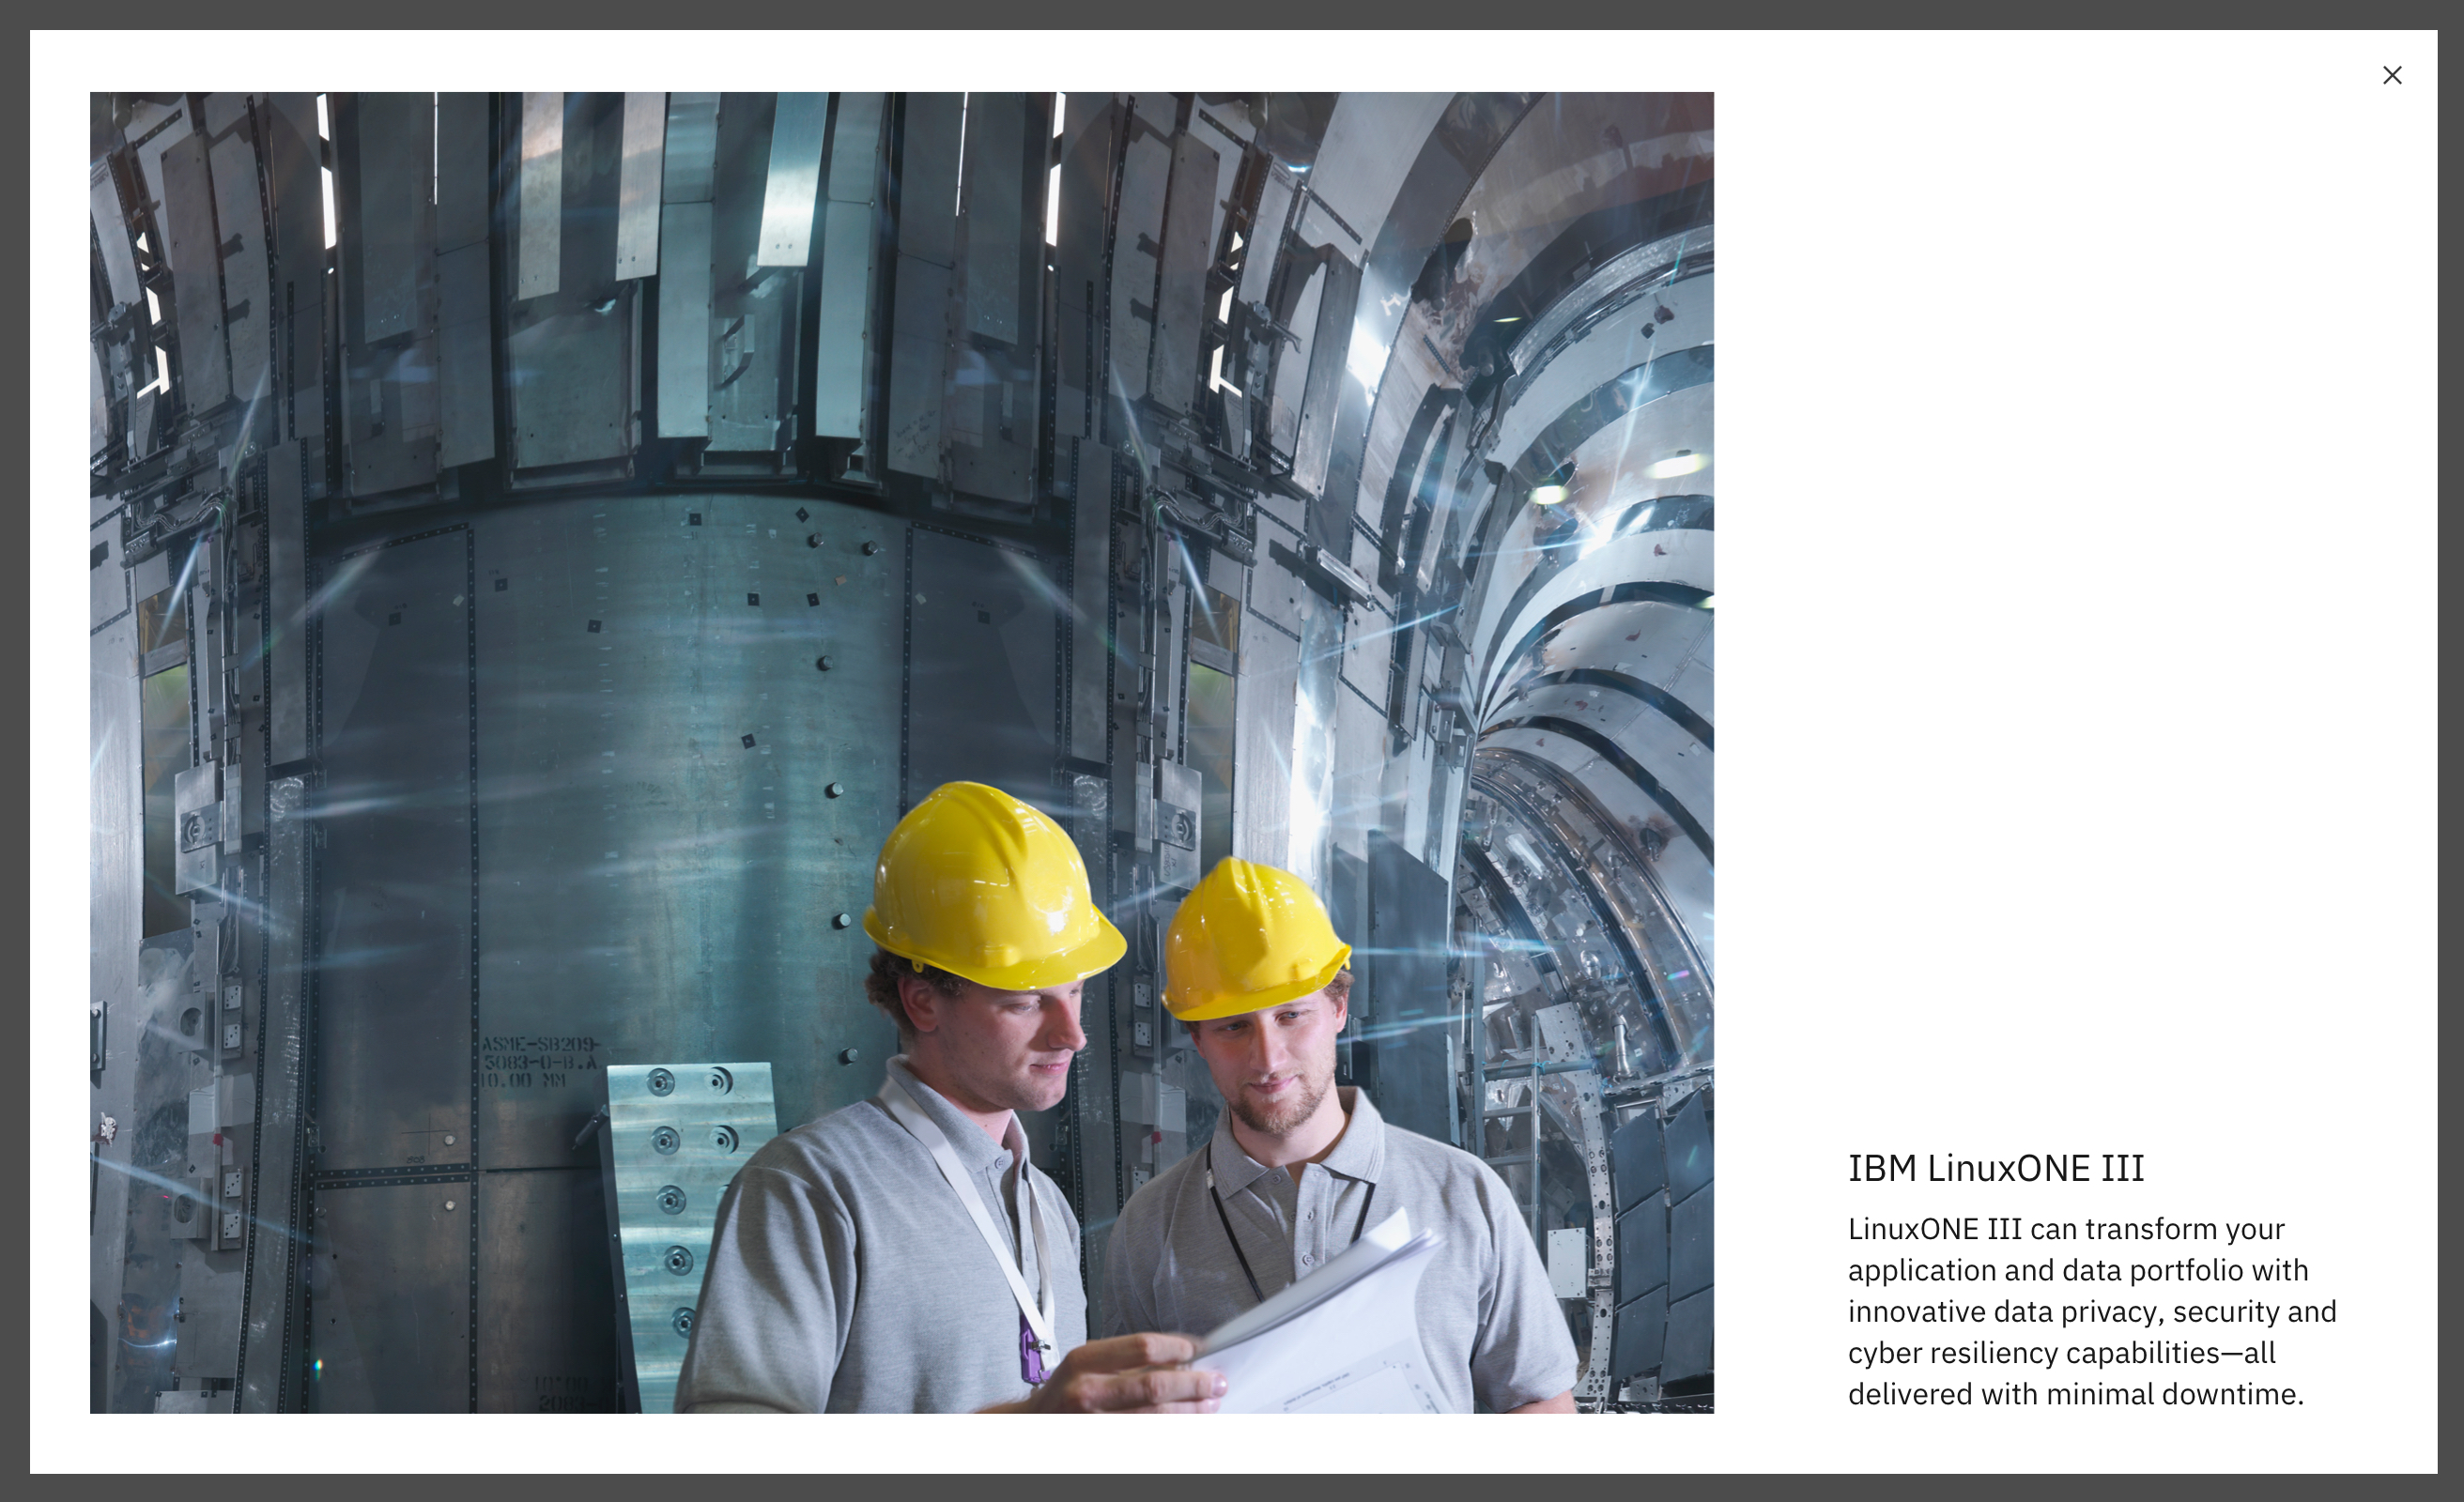 IBM LinuxONE III
LinuxONE III can transform your
application and data portfolio with
innovative data privacy, security and
cyber resiliency capabilities—all
delivered with minimal downtime.
ASME-SB209-
5083-O-B.A.
10.00 MM